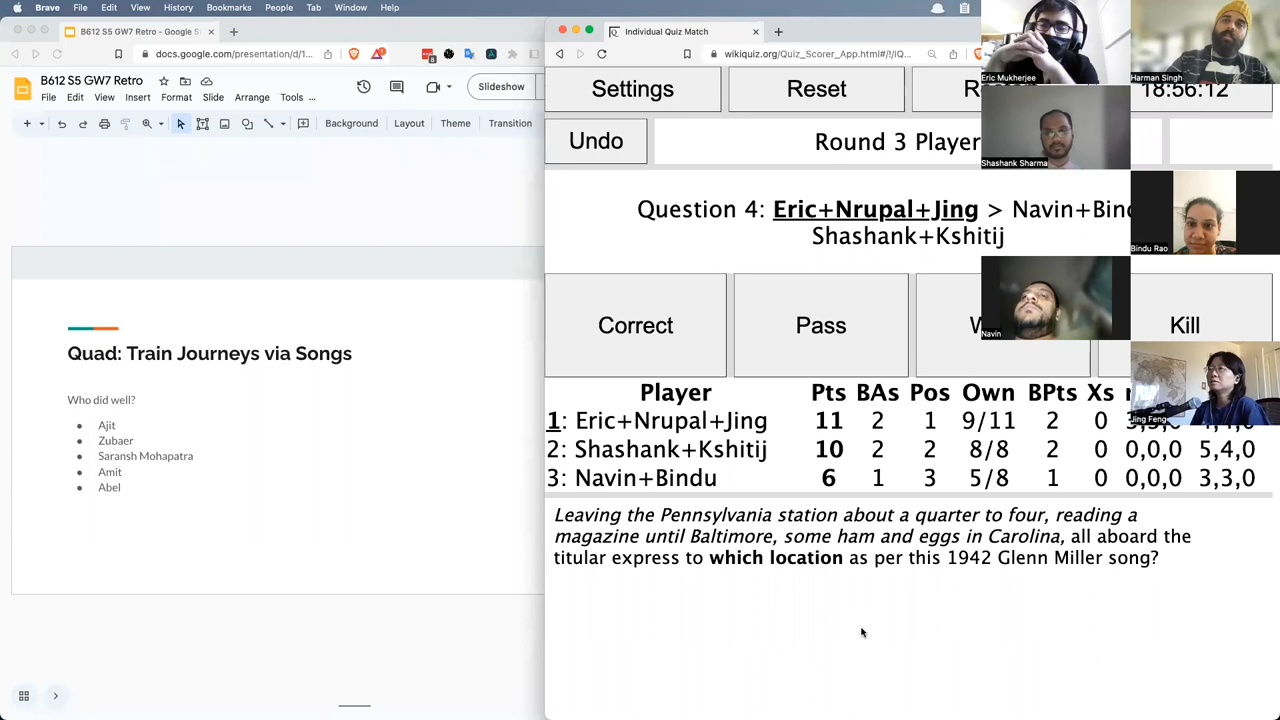 Brave File Edit View History Bookmarks Profiles Tab Window Help
B612 S5 GW7 Retro - Google S
docs.google.com/presentation/d/1...
B612 S5 GW7 Retro
File Edit View Insert Format Slide Arrange Tools ...
Slideshow
Background Layout Theme Transition
Quad: Train Journeys via Songs
Who did well?
Ajit
Zubaer
Saransh Mohapatra
Amit
Abel
Individual Quiz Match
wikiquiz.org/Quiz_Scorer_App.html#/!/IQ...
Settings Reset 18:56:12
Undo Round 3 Player
Question 4: Eric+Nrupal+Jing > Navin+Bind
Shashank+Kshitij
Correct Pass Kill
Player Pts BAs Pos Own BPts Xs
1: Eric+Nrupal+Jing 11 2 1 9/11 2 0
2: Shashank+Kshitij 10 2 2 8/8 2 0 0,0,0 5,4,0
3: Navin+Bindu 6 1 3 5/8 1 0 0,0,0 3,3,0
Leaving the Pennsylvania station about a quarter to four, reading a
magazine until Baltimore, some ham and eggs in Carolina, all aboard the
titular express to which location as per this 1942 Glenn Miller song?
Eric Mukherjee
Harman Singh
Shashank Sharma
Bindu Rao
Navin
Jing Feng